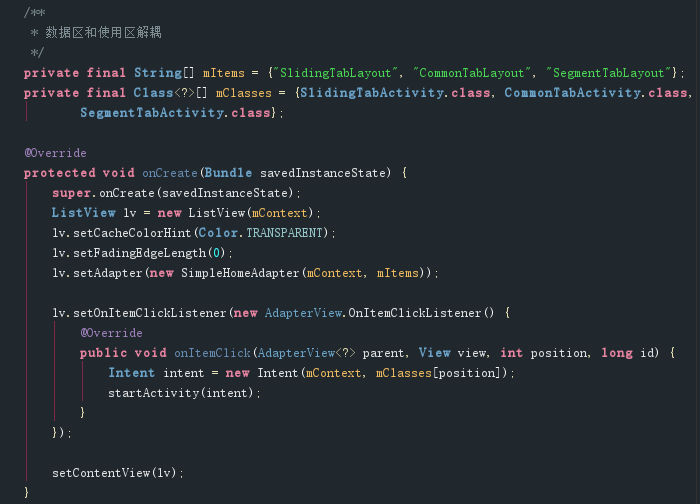 /**
 * 数据区和使用区解耦
 */
private final String[] mItems = {"SlidingTabLayout", "CommonTabLayout", "SegmentTabLayout"};
private final Class<?>[] mClasses = {SlidingTabActivity.class, CommonTabActivity.class,
        SegmentTabActivity.class};

@Override
protected void onCreate(Bundle savedInstanceState) {
    super.onCreate(savedInstanceState);
    ListView lv = new ListView(mContext);
    lv.setCacheColorHint(Color.TRANSPARENT);
    lv.setFadingEdgeLength(0);
    lv.setAdapter(new SimpleHomeAdapter(mContext, mItems));

    lv.setOnItemClickListener(new AdapterView.OnItemClickListener() {
        @Override
        public void onItemClick(AdapterView<?> parent, View view, int position, long id) {
            Intent intent = new Intent(mContext, mClasses[position]);
            startActivity(intent);
        }
    });

    setContentView(lv);
}